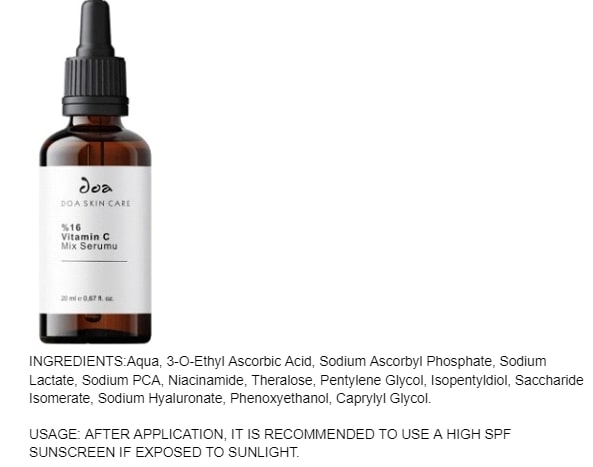 doa
DOA SKIN CARE
%16
Vitamin C
Mix Serumu
20 ml e 0,67 fl. oz.
INGREDIENTS:Aqua, 3-O-Ethyl Ascorbic Acid, Sodium Ascorbyl Phosphate, Sodium
Lactate, Sodium PCA, Niacinamide, Theralose, Pentylene Glycol, Isopentyldiol, Saccharide
Isomerate, Sodium Hyaluronate, Phenoxyethanol, Caprylyl Glycol.
USAGE: AFTER APPLICATION, IT IS RECOMMENDED TO USE A HIGH SPF
SUNSCREEN IF EXPOSED TO SUNLIGHT.